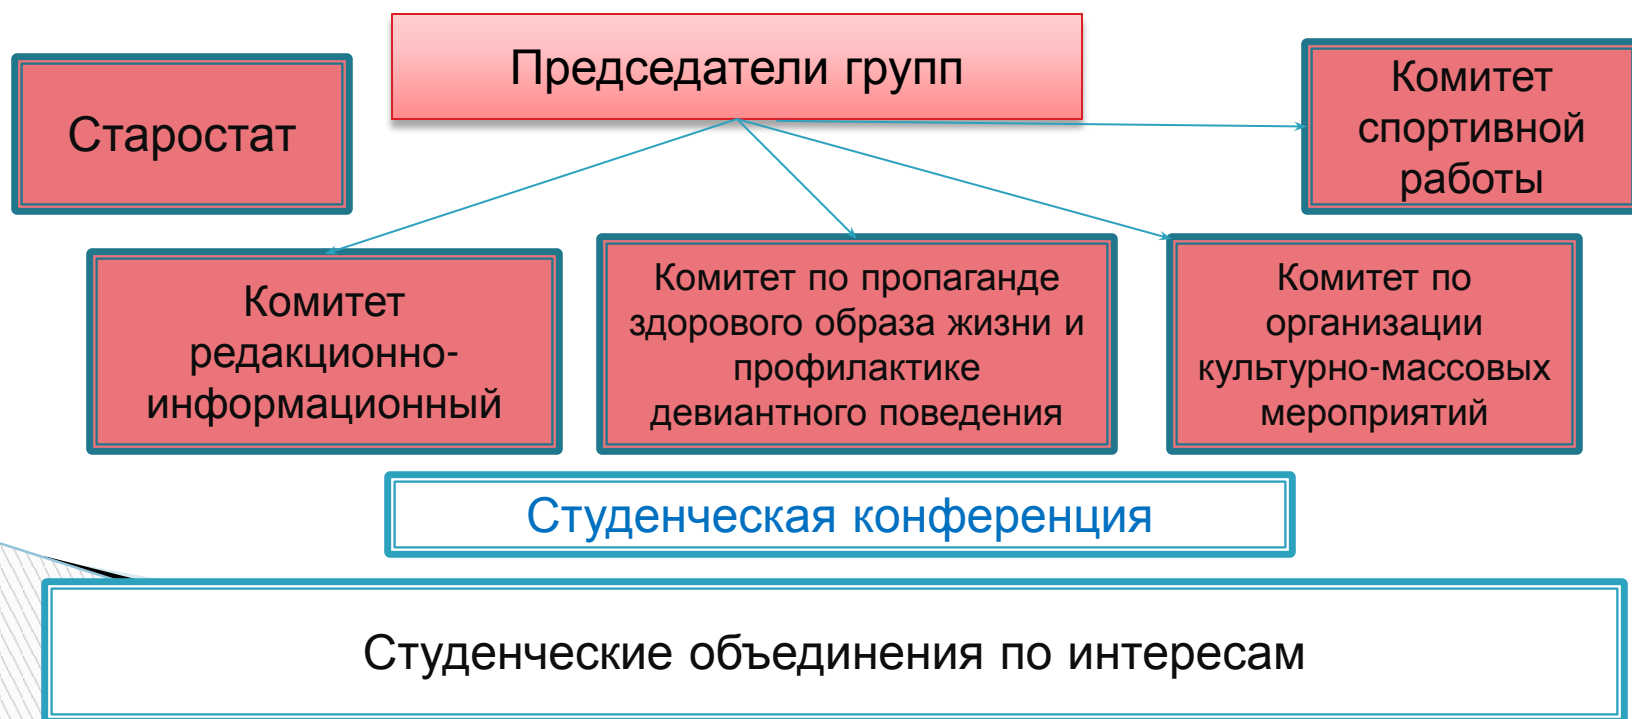 Председатели групп
Старостат
Комитет
спортивной
работы
Комитет
редакционно-
информационный
Комитет по пропаганде
здорового образа жизни и
профилактике
девиантного поведения
Комитет по
организации
культурно-массовых
мероприятий
Студенческая конференция
Студенческие объединения по интересам